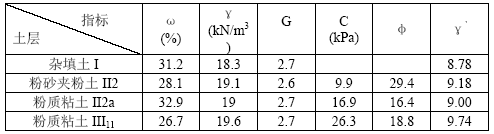 指标
土层
ω (%)
γ (kN/m3)
G
C (kPa)
φ
γ'
杂填土 I 31.2 18.3 2.7 8.78
粉砂夹粉土 II2 28.1 19.1 2.6 9.9 29.4 9.18
粉质粘土 II2a 32.9 19 2.7 16.9 16.4 9.00
粉质粘土 III11 26.7 19.6 2.7 26.3 18.8 9.74